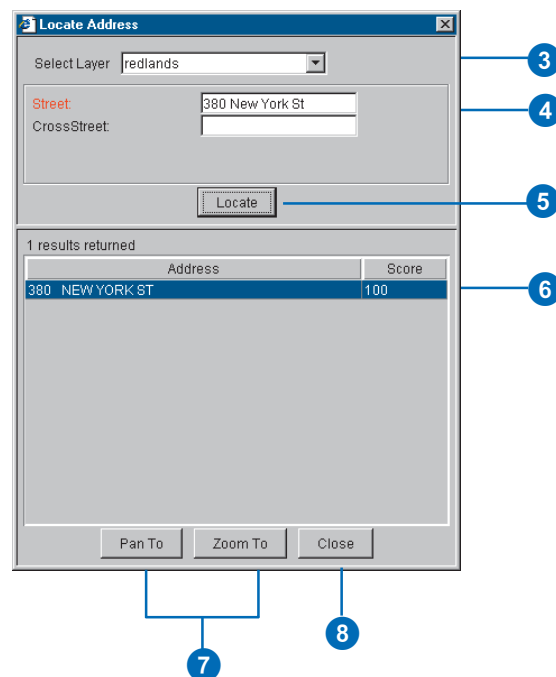 Locate Address
Select Layer redlands
3
Street: 380 New York St
4
CrossStreet:
Locate
5
1 results returned
Address Score
380 NEW YORK ST 100
6
Pan To Zoom To Close
7
8